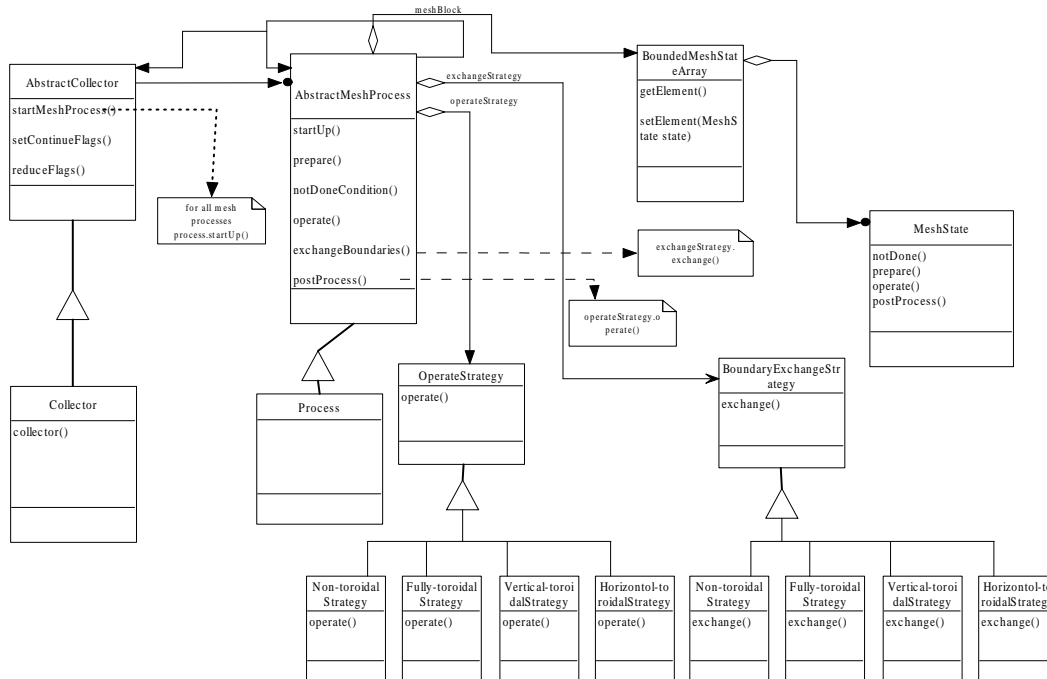 meshBlock
AbstractCollector
startMeshProcess()
setContinueFlags()
reduceFlags()
for all mesh
processes
process.startUp()
AbstractMeshProcess
startUp()
prepare()
notDoneCondition()
operate()
exchangeBoundaries()
postProcess()
exchangeStrategy
operateStrategy
BoundedMeshStat
eArray
getElement()
setElement(MeshS
tate state)
MeshState
notDone()
prepare()
operate()
postProcess()
exchangeStrategy.
exchange()
operateStrategy.o
perate()
Collector
collector()
Process
OperateStrategy
operate()
BoundaryExchangeStr
ategy
exchange()
Non-toroidal
Strategy
operate()
Fully-toroidal
Strategy
operate()
Vertical-toroi
dalStrategy
operate()
Horizontol-to
roidalStrategy
operate()
Non-toroidal
Strategy
exchange()
Fully-toroidal
Strategy
exchange()
Vertical-toroi
dalStrategy
exchange()
Horizontol-to
roidalStrategy
exchange()